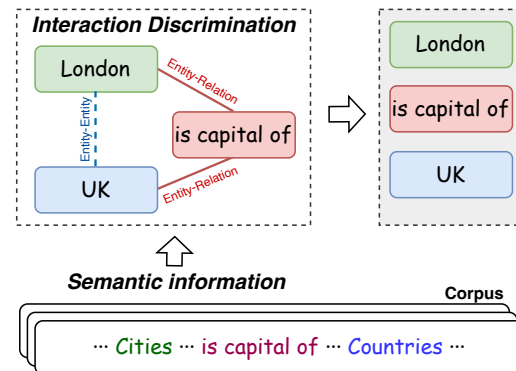 Interaction Discrimination
London
Entity-Relation
Entity-Entity
is capital of
UK
Entity-Relation
London
is capital of
UK
Semantic information
Corpus
··· Cities ··· is capital of ··· Countries ···